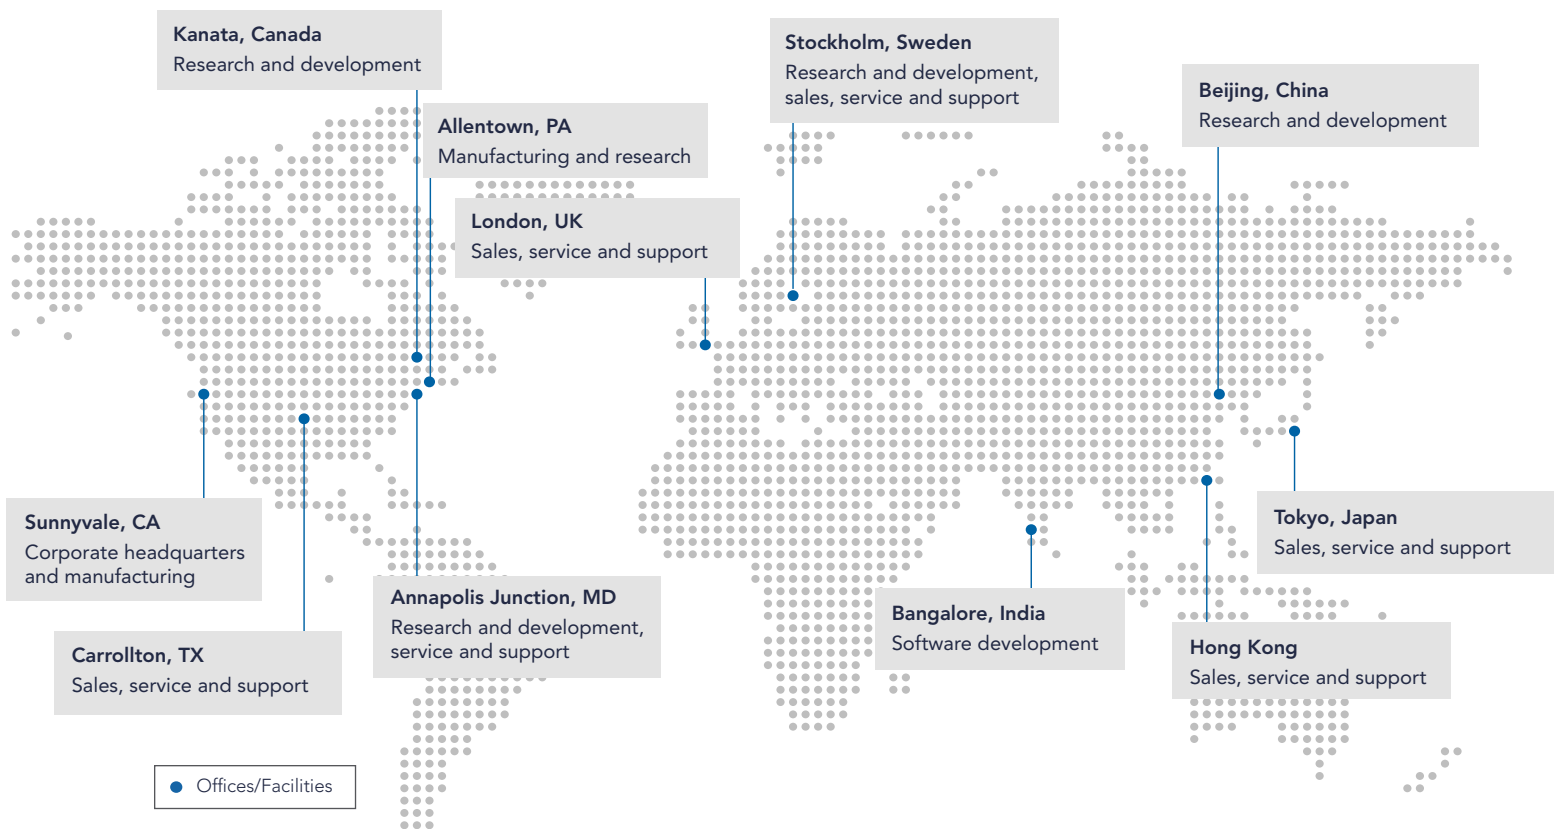 Kanata, Canada
Research and development
Allentown, PA
Manufacturing and research
London, UK
Sales, service and support
Stockholm, Sweden
Research and development,
sales, service and support
Beijing, China
Research and development
Sunnyvale, CA
Corporate headquarters
and manufacturing
Carrollton, TX
Sales, service and support
Annapolis Junction, MD
Research and development,
service and support
Bangalore, India
Software development
Tokyo, Japan
Sales, service and support
Hong Kong
Sales, service and support
Offices/Facilities